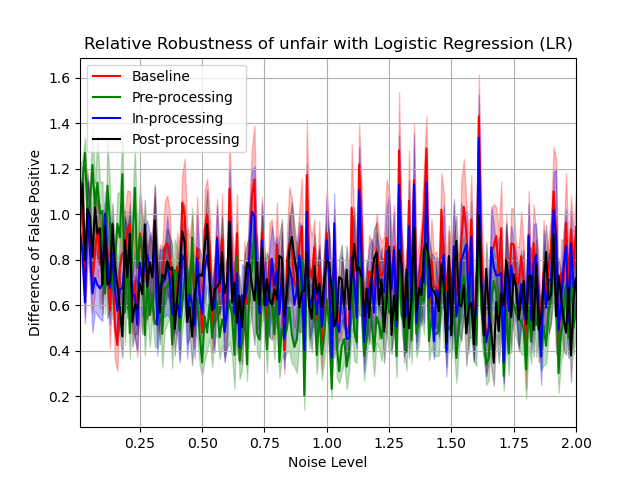 Relative Robustness of unfair with Logistic Regression (LR)
Baseline
Pre-processing
In-processing
Post-processing
Difference of False Positive
1.6
1.4
1.2
1.0
0.8
0.6
0.4
0.2
0.25 0.50 0.75 1.00 1.25 1.50 1.75 2.00
Noise Level